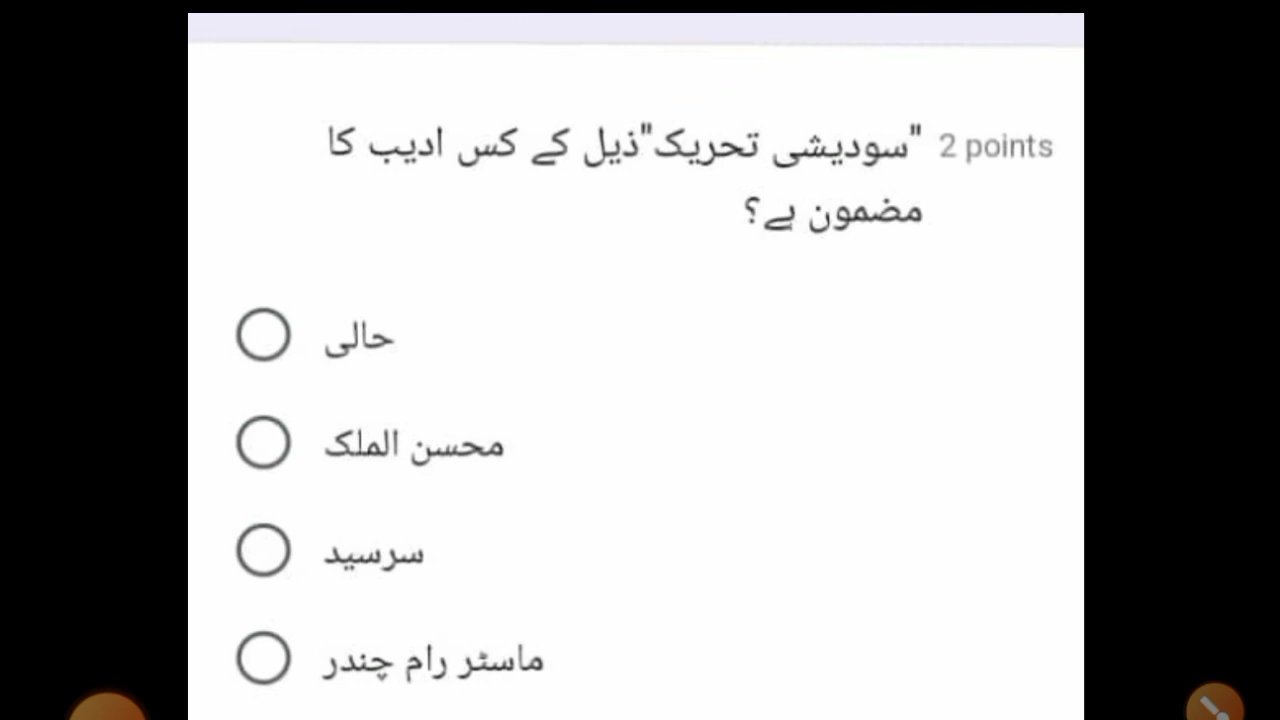 "سودیشی تحریک"ذیل کے کس ادیب کا 2 points
مضمون ہے؟
حالی
محسن الملک
سرسید
ماسٹر رام چندر